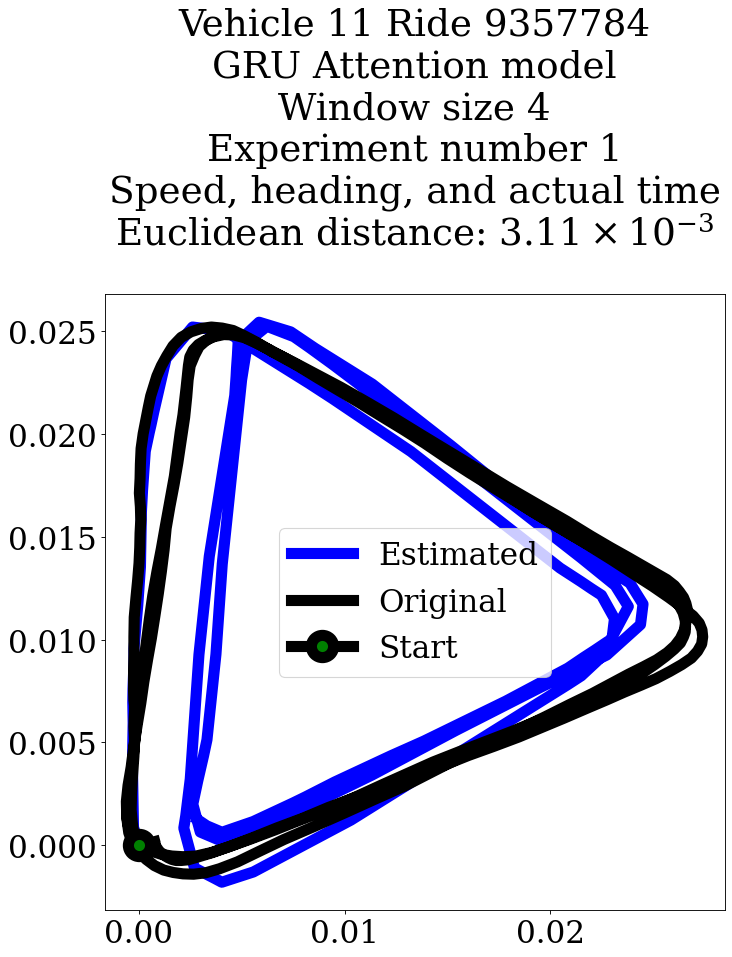 Vehicle 11 Ride 9357784
GRU Attention model
Window size 4
Experiment number 1
Speed, heading, and actual time
Euclidean distance: 3.11 × 10⁻³
0.025
0.020
0.015
0.010
0.005
0.000
Estimated
Original
Start
0.00 0.01 0.02